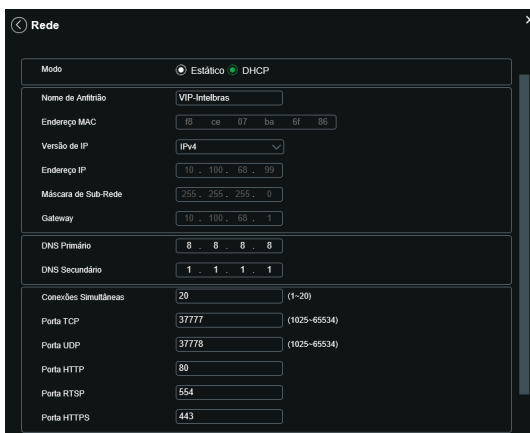 Rede
Modo Estático DHCP
Nome de Anfitrião VIP-Intelbras
Endereço MAC f8 ce 07 ba 6f 86
Versão de IP IPv4
Endereço IP 10 . 100 . 68 . 99
Máscara de Sub-Rede 255 . 255 . 255 . 0
Gateway 10 . 100 . 68 . 1
DNS Primário 8 . 8 . 8 . 8
DNS Secundário 1 . 1 . 1 . 1
Conexões Simultâneas 20 (1~20)
Porta TCP 37777 (1025~65534)
Porta UDP 37778 (1025~65534)
Porta HTTP 80
Porta RTSP 554
Porta HTTPS 443